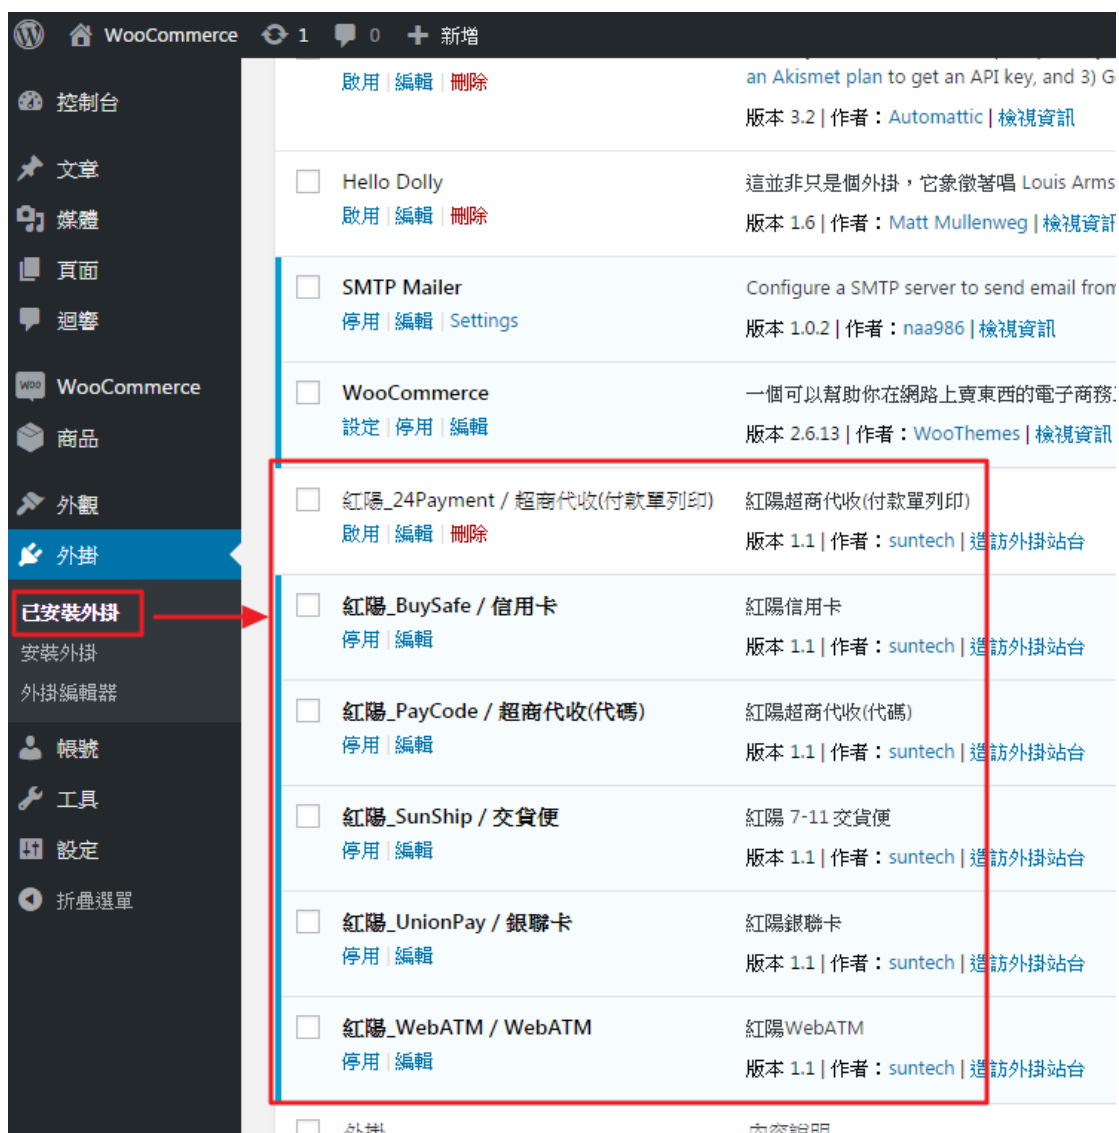 WooCommerce 1 0 新增
控制台
文章
媒體
頁面
迴響
WooCommerce
商品
外觀
外掛
已安裝外掛
安裝外掛
外掛編輯器
帳號
工具
設定
折疊選單
啟用 | 編輯 | 刪除
an Akismet plan to get an API key, and 3) G
版本 3.2 | 作者：Automattic | 檢視資訊
Hello Dolly
啟用 | 編輯 | 刪除
這並非只是個外掛，它象徵著唱 Louis Arms
版本 1.6 | 作者：Matt Mullenweg | 檢視資訊
SMTP Mailer
停用 | 編輯 | Settings
Configure a SMTP server to send email from
版本 1.0.2 | 作者：naa986 | 檢視資訊
WooCommerce
設定 | 停用 | 編輯
一個可以幫助你在網路上賣東西的電子商務
版本 2.6.13 | 作者：WooThemes | 檢視資訊
紅陽_24Payment / 超商代收(付款單列印)
啟用 | 編輯 | 刪除
紅陽超商代收(付款單列印)
版本 1.1 | 作者：suntech | 造訪外掛站台
紅陽_BuySafe / 信用卡
停用 | 編輯
紅陽信用卡
版本 1.1 | 作者：suntech | 造訪外掛站台
紅陽_PayCode / 超商代收(代碼)
停用 | 編輯
紅陽超商代收(代碼)
版本 1.1 | 作者：suntech | 造訪外掛站台
紅陽_SunShip / 交貨便
停用 | 編輯
紅陽 7-11 交貨便
版本 1.1 | 作者：suntech | 造訪外掛站台
紅陽_UnionPay / 銀聯卡
停用 | 編輯
紅陽銀聯卡
版本 1.1 | 作者：suntech | 造訪外掛站台
紅陽_WebATM / WebATM
停用 | 編輯
紅陽WebATM
版本 1.1 | 作者：suntech | 造訪外掛站台
外掛
內容說明